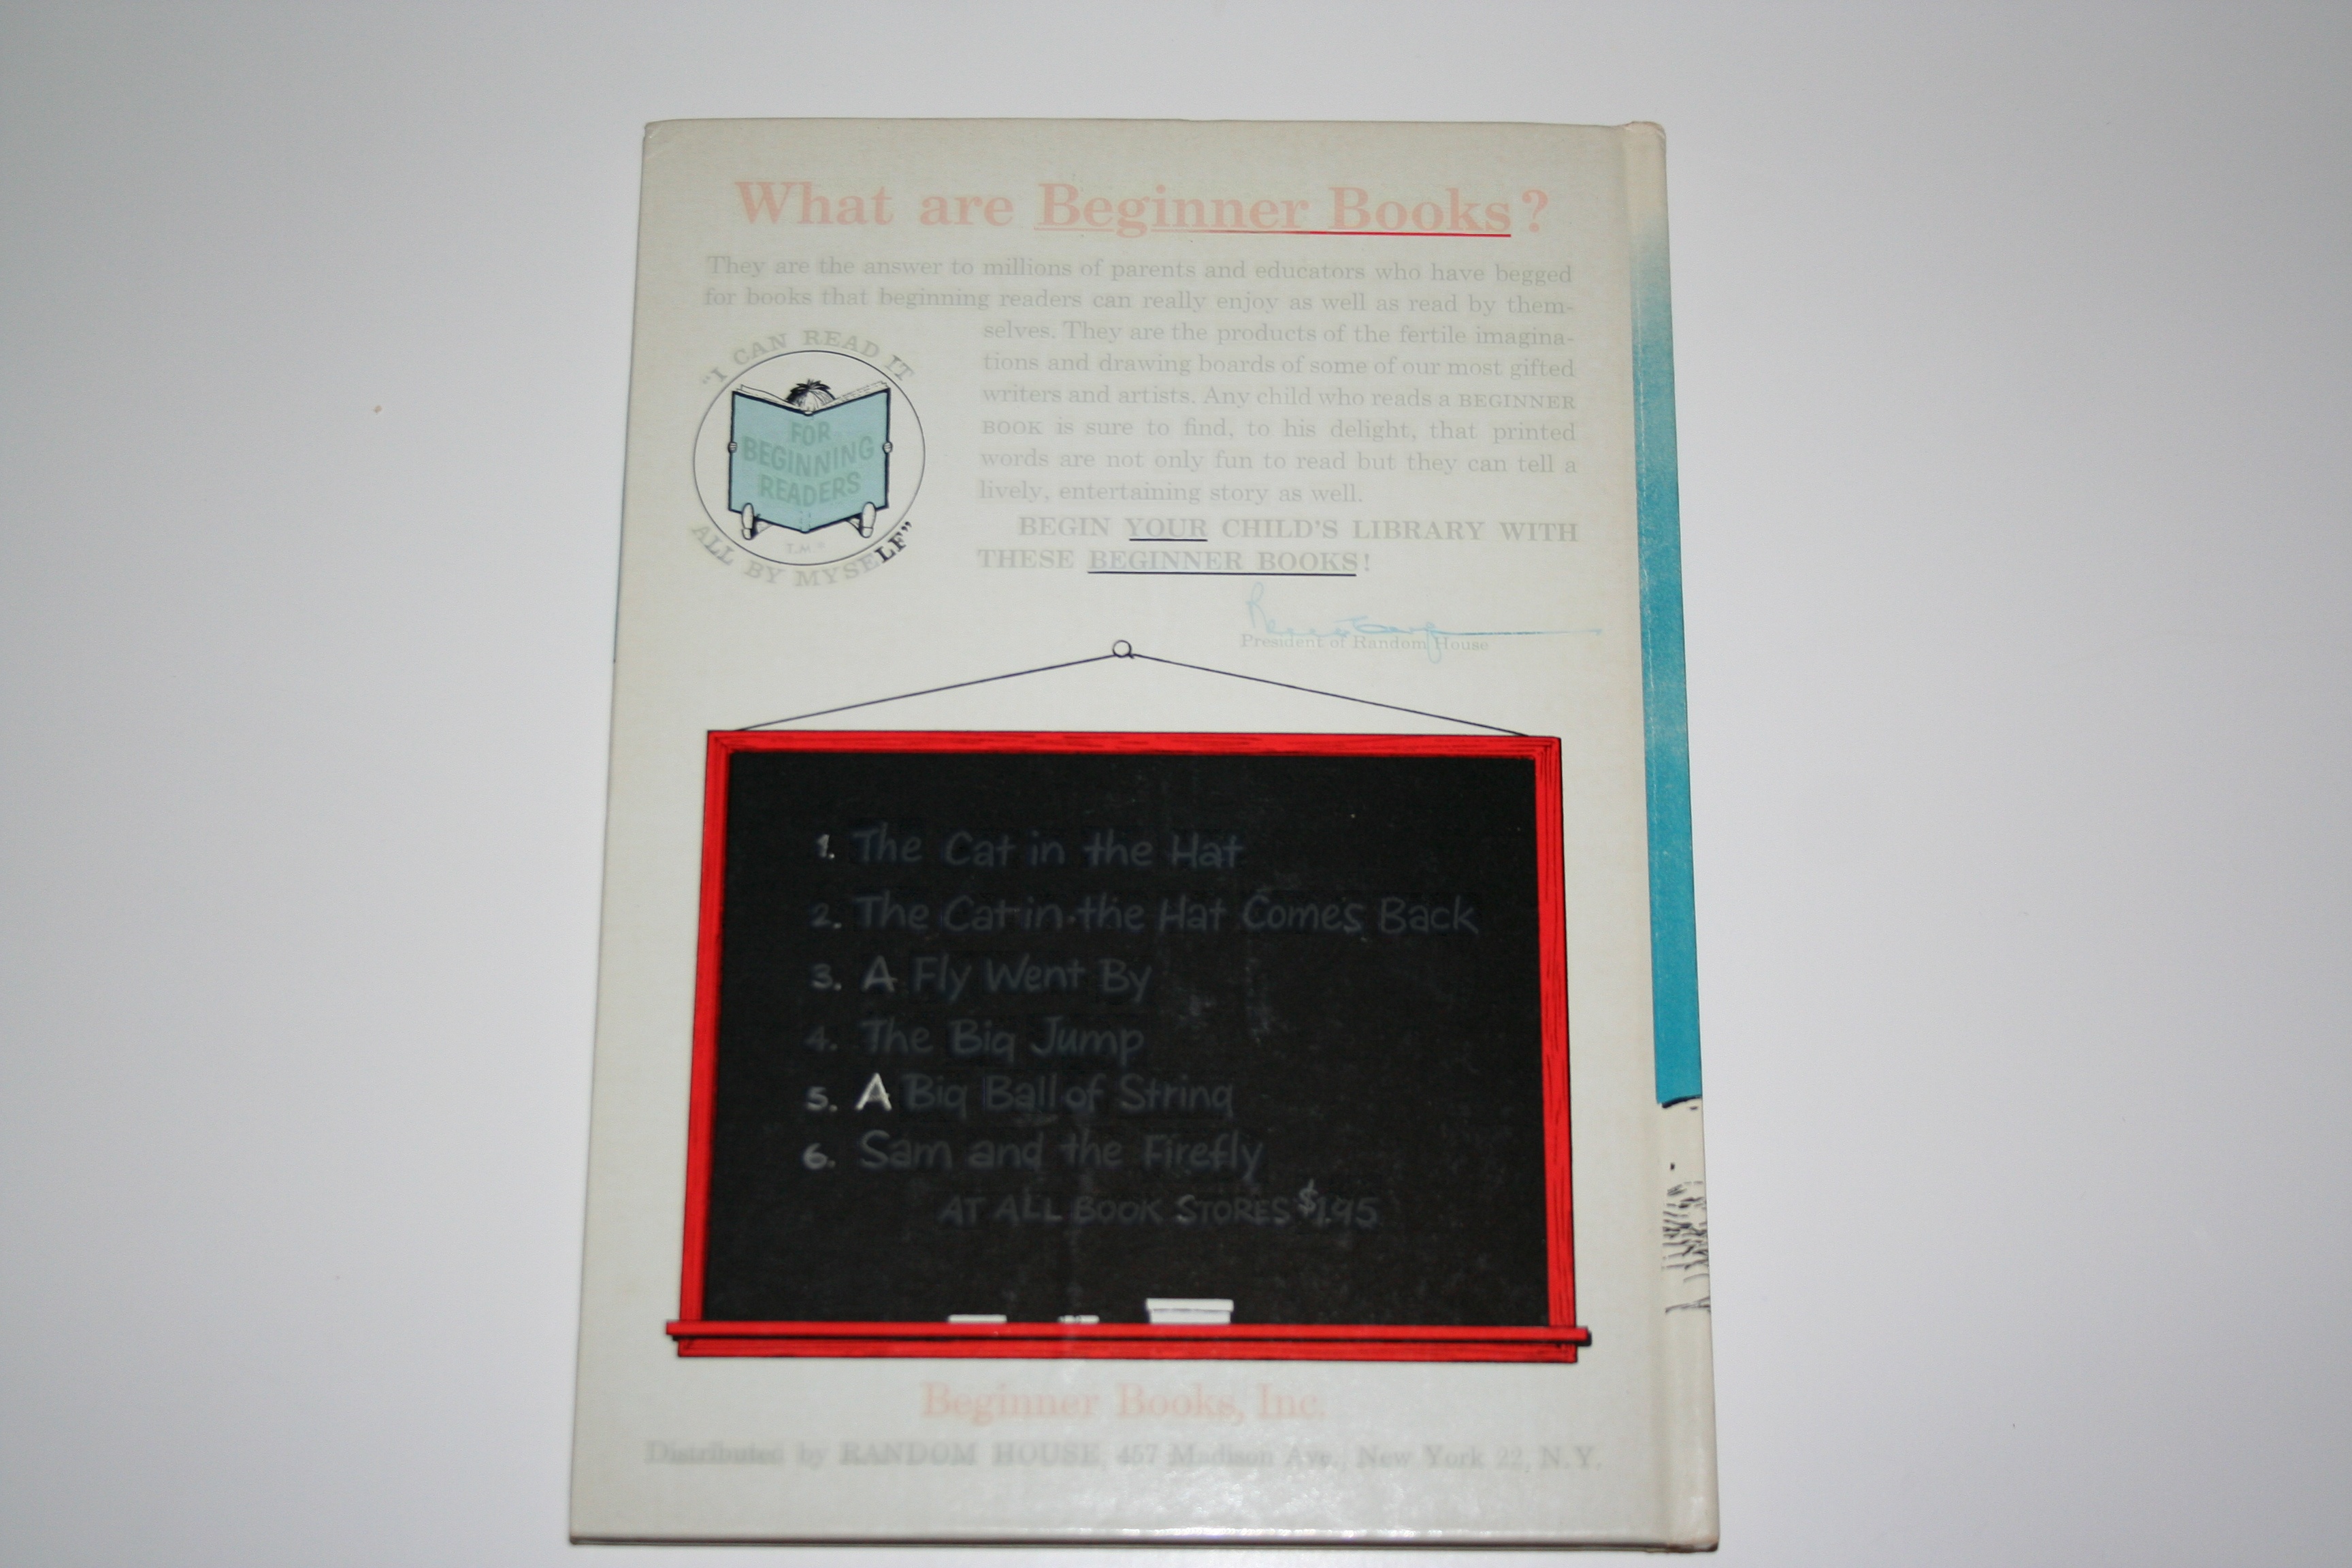 What are Beginner Books?
They are the answer to millions of parents and educators who have begged
for books that beginning readers can really enjoy as well as read by them-
selves. They are the products of the fertile imagina-
tions and drawing boards of some of our most gifted
writers and artists. Any child who reads a BEGINNER
BOOK is sure to find, to his delight, that printed
words are not only fun to read but they can tell a
lively, entertaining story as well.
BEGIN YOUR CHILD'S LIBRARY WITH
THESE BEGINNER BOOKS!
"I CAN READ IT
ALL BY MYSELF"
FOR
BEGINNING
READERS
T.M.
President of Random House
1. The Cat in the Hat
2. The Cat in the Hat Comes Back
3. A Fly Went By
4. The Big Jump
5. A Big Ball of String
6. Sam and the Firefly
AT ALL BOOK STORES $1.95
Beginner Books, Inc.
Distributed by RANDOM HOUSE, 457 Madison Ave., New York 22, N.Y.